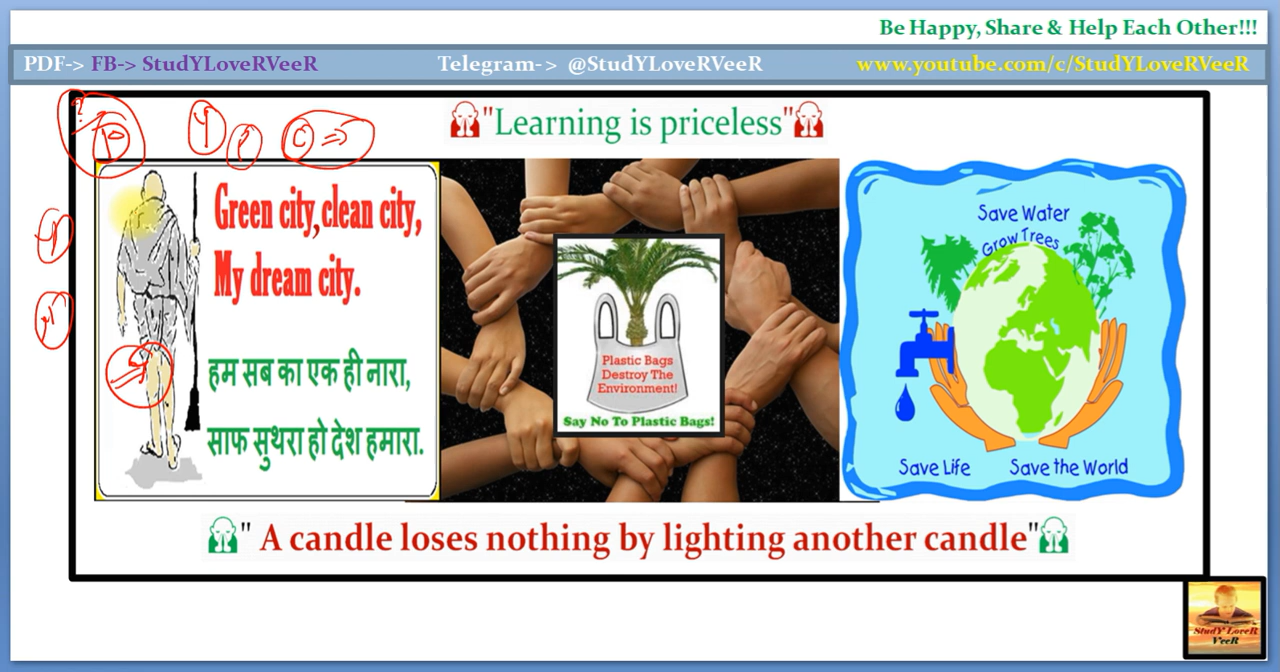 Be Happy, Share & Help Each Other!!!
PDF-> FB-> StudYLoveRVeeR Telegram-> @StudYLoveRVeeR www.youtube.com/c/StudYLoveRVeeR
"Learning is priceless"
Green city, clean city,
My dream city.
हम सब का एक ही नारा,
साफ सुथरा हो देश हमारा.
Plastic Bags
Destroy The
Environment!
Say No To Plastic Bags!
Save Water
Grow Trees
Save Life Save the World
" A candle loses nothing by lighting another candle"
StudY LoveR
VeeR